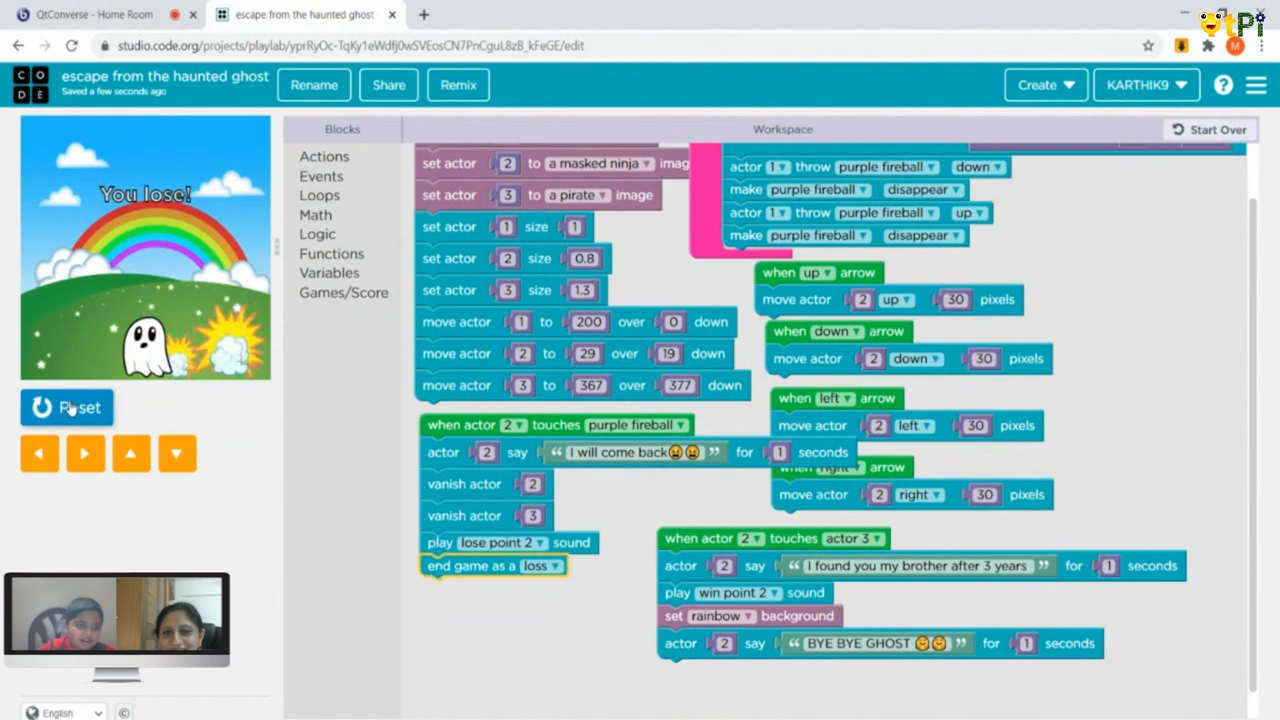 QtConverse - Home Room
escape from the haunted ghost
QtPi
studio.code.org/projects/playlab/yprRyOc-TqKy1eWdfj0wSVEosCN7PnCguL8zB_kFeGE/edit
M
CODE
escape from the haunted ghost
Saved a few seconds ago
Rename
Share
Remix
Create
KARTHIK9
?
Blocks
Workspace
Start Over
You lose!
Reset
Actions
Events
Loops
Math
Logic
Functions
Variables
Games/Score
set actor 2 to a masked ninja imag
set actor 3 to a pirate image
set actor 1 size 1
set actor 2 size 0.8
set actor 3 size 1.3
move actor 1 to 200 over 0 down
move actor 2 to 29 over 19 down
move actor 3 to 367 over 377 down
when actor 2 touches purple fireball
actor 2 say “ I will come back😫😫 ” for 1 seconds
vanish actor 2
vanish actor 3
play lose point 2 sound
end game as a loss
actor 1 throw purple fireball down
make purple fireball disappear
actor 1 throw purple fireball up
make purple fireball disappear
when up arrow
move actor 2 up 30 pixels
when down arrow
move actor 2 down 30 pixels
when left arrow
move actor 2 left 30 pixels
when right arrow
move actor 2 right 30 pixels
when actor 2 touches actor 3
actor 2 say “ I found you my brother after 3 years ” for 1 seconds
play win point 2 sound
set rainbow background
actor 2 say “ BYE BYE GHOST 🤗🤗 ” for 1 seconds
English
©